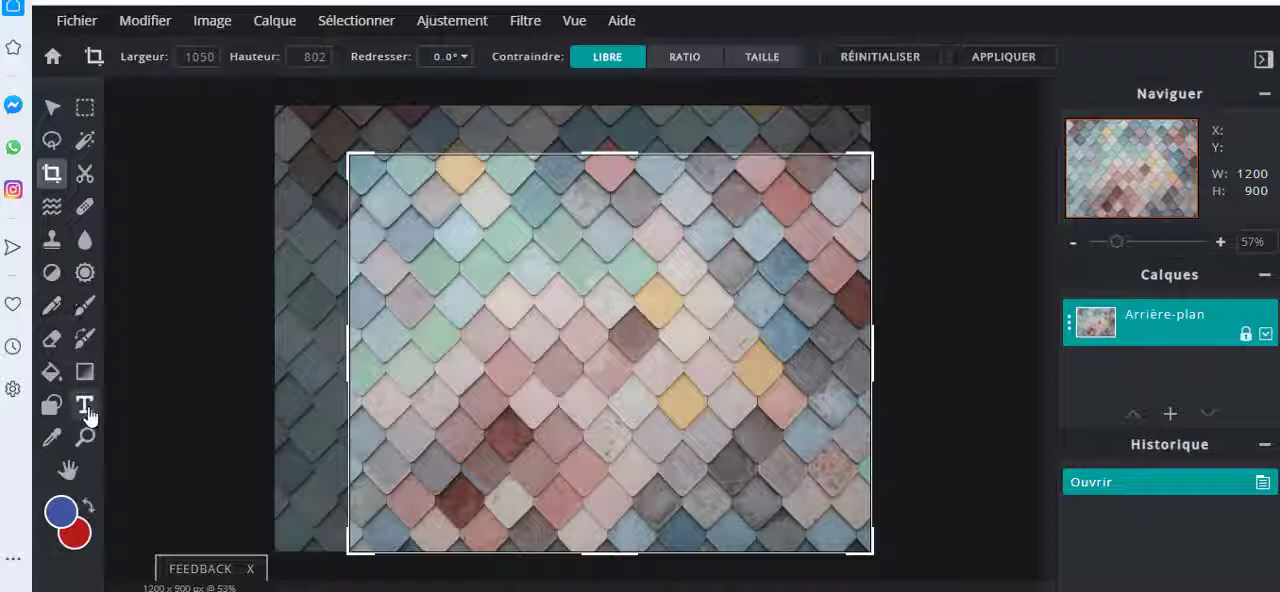 Fichier Modifier Image Calque Sélectionner Ajustement Filtre Vue Aide
Largeur: 1050 Hauteur: 802 Redresser: 0.0° Contraindre: LIBRE RATIO TAILLE RÉINITIALISER APPLIQUER
Naviguer
X:
Y:
W: 1200
H: 900
- + 57%
Calques
Arrière-plan
Historique
Ouvrir
T
FEEDBACK X
1200 x 900 px @ 53%